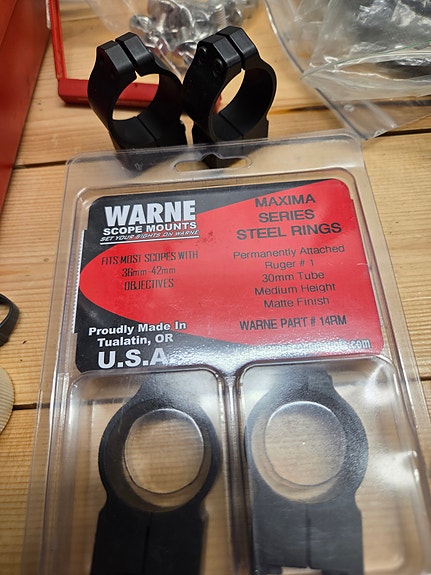 WARNE
SCOPE MOUNTS
SET YOUR SIGHTS ON WARNE
FITS MOST SCOPES WITH
36mm-42mm
OBJECTIVES
MAXIMA
SERIES
STEEL RINGS
Permanently Attached
Ruger # 1
30mm Tube
Medium Height
Matte Finish
WARNE PART # 14RM
Proudly Made In
Tualatin, OR
U.S.A.